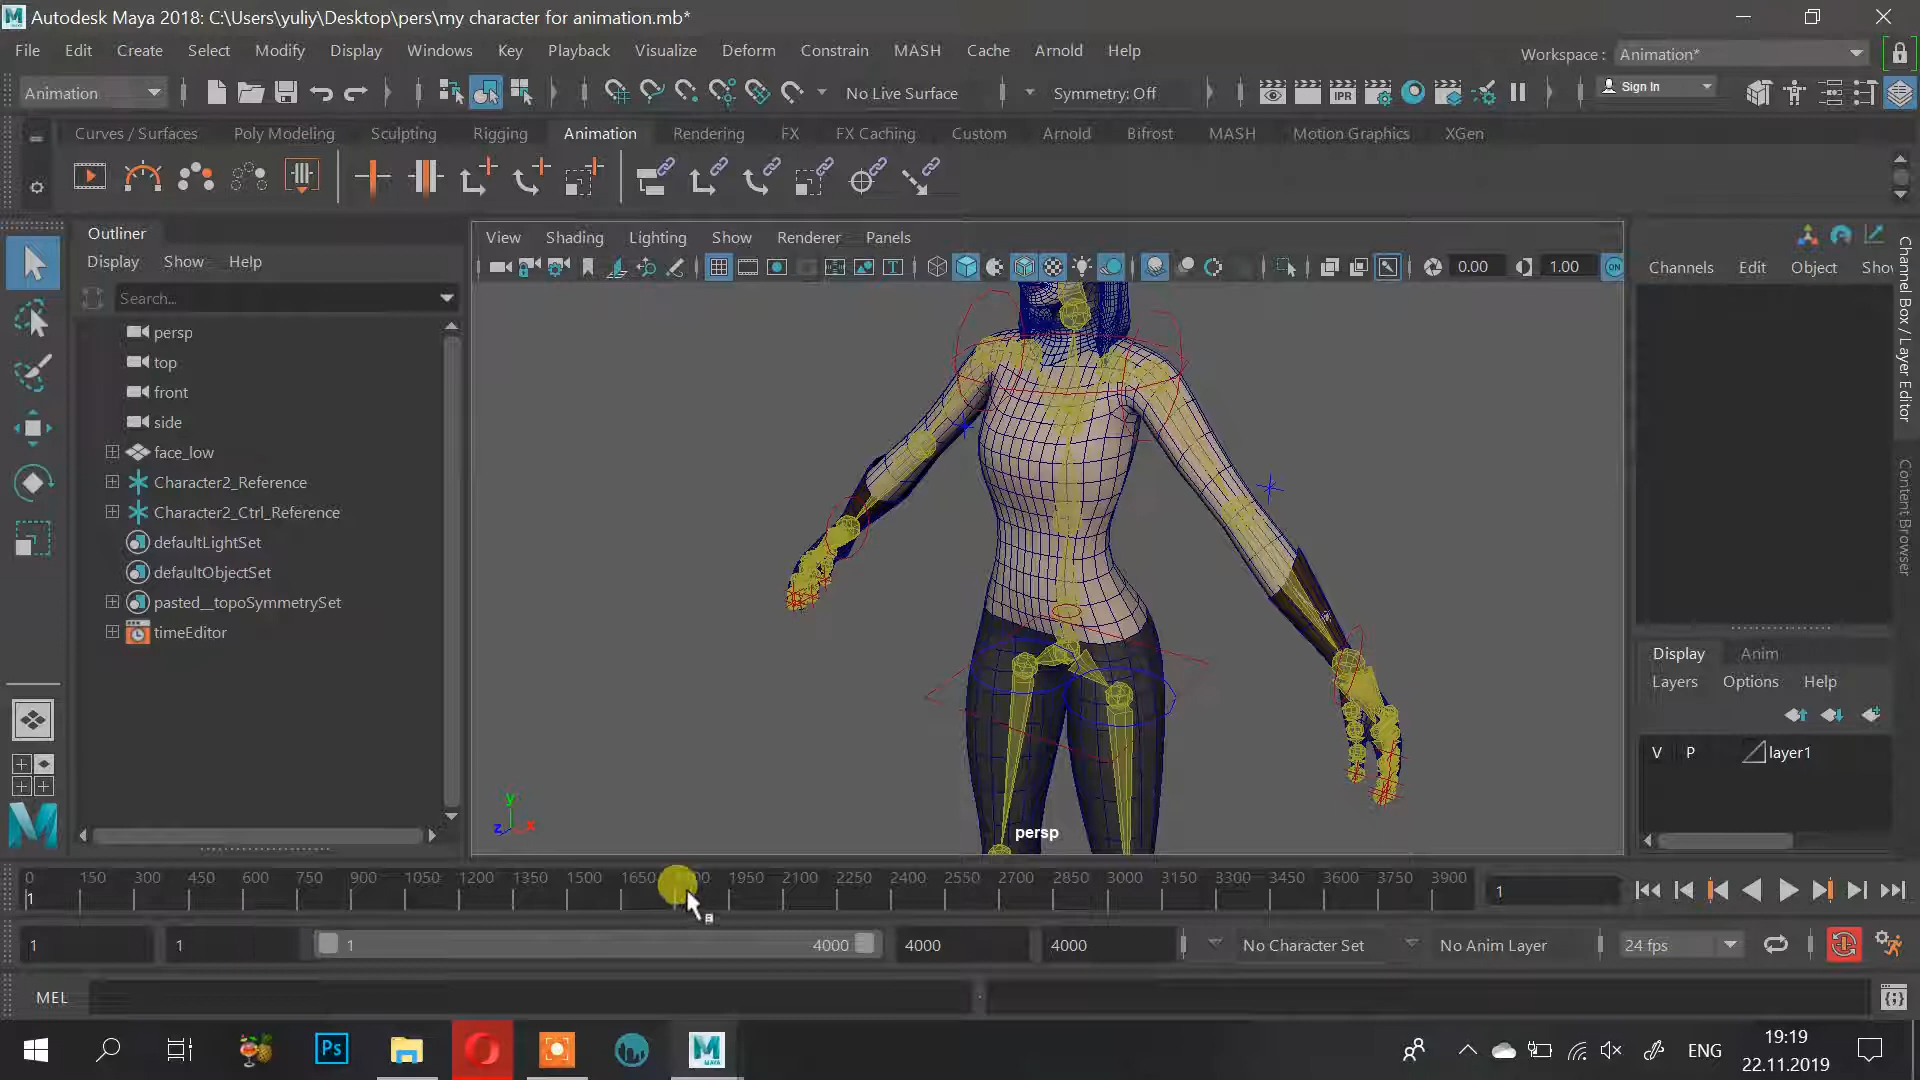 Autodesk Maya 2018: C:\Users\yuliy\Desktop\pers\my character for animation.mb*
File Edit Create Select Modify Display Windows Key Playback Visualize Deform Constrain MASH Cache Arnold Help
Workspace : Animation*
Animation No Live Surface Symmetry: Off IPR Sign In
Curves / Surfaces Poly Modeling Sculpting Rigging Animation Rendering FX FX Caching Custom Arnold Bifrost MASH Motion Graphics XGen
Outliner
Display Show Help
Search...
persp
top
front
side
face_low
Character2_Reference
Character2_Ctrl_Reference
defaultLightSet
defaultObjectSet
pasted__topoSymmetrySet
timeEditor
View Shading Lighting Show Renderer Panels
0.00 1.00 ON
y
z x
persp
Channels Edit Object Show
Channel Box / Layer Editor
Content Browser
Display Anim
Layers Options Help
V P layer1
0 150 300 450 600 750 900 1050 1200 1350 1500 1650 1950 2100 2250 2400 2550 2700 2850 3000 3150 3300 3450 3600 3750 3900
1 1
1 1 1 4000 4000 4000 No Character Set No Anim Layer 24 fps
MEL
Ps M MAYA ENG 19:19
22.11.2019